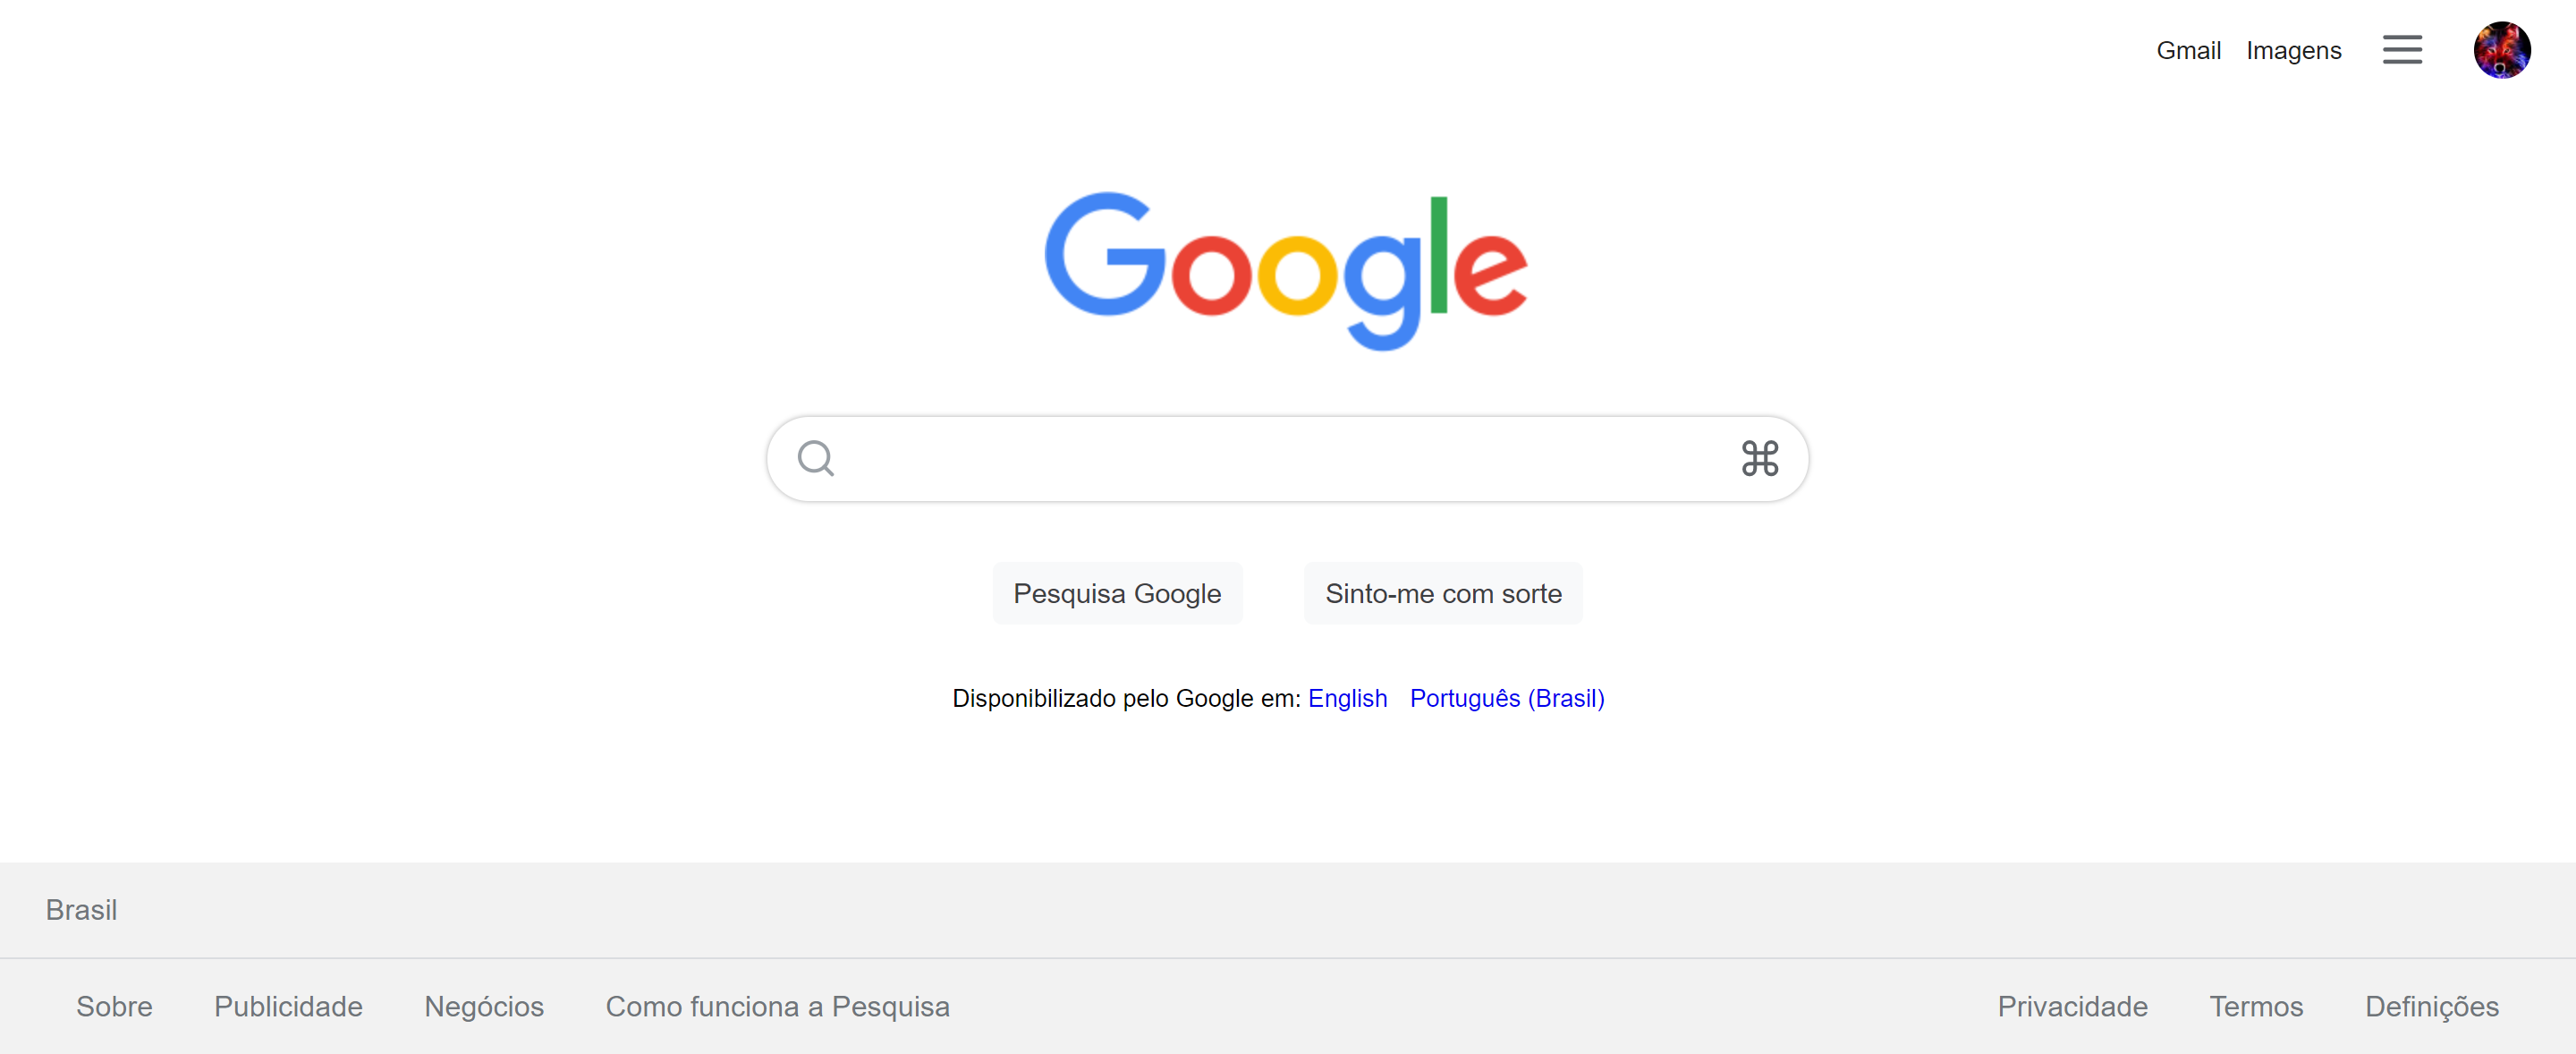 Gmail Imagens
Google
Pesquisa Google Sinto-me com sorte
Disponibilizado pelo Google em: English Português (Brasil)
Brasil
Sobre Publicidade Negócios Como funciona a Pesquisa Privacidade Termos Definições